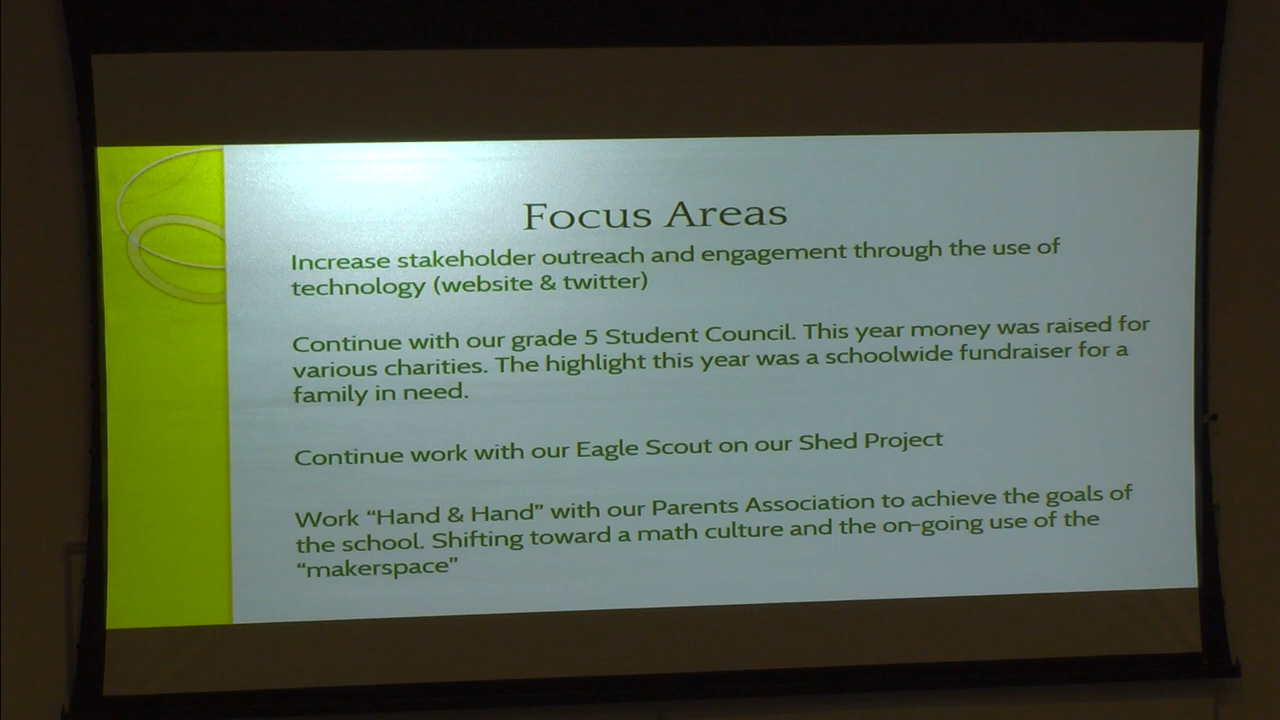 Focus Areas
Increase stakeholder outreach and engagement through the use of
technology (website & twitter)
Continue with our grade 5 Student Council. This year money was raised for
various charities. The highlight this year was a schoolwide fundraiser for a
family in need.
Continue work with our Eagle Scout on our Shed Project
Work “Hand & Hand” with our Parents Association to achieve the goals of
the school. Shifting toward a math culture and the on-going use of the
“makerspace”